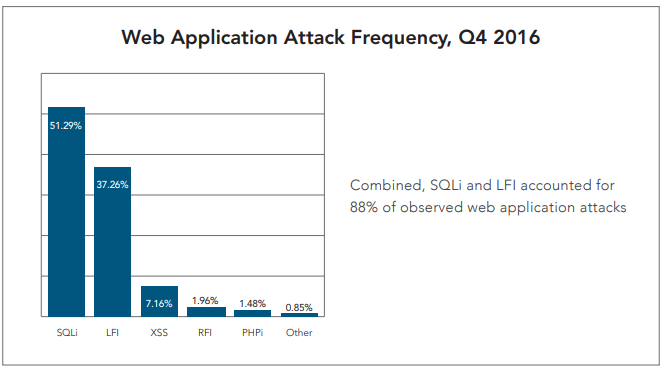 Web Application Attack Frequency, Q4 2016
51.29%
37.26%
7.16%
1.96%
1.48%
0.85%
SQLi
LFI
XSS
RFI
PHPi
Other
Combined, SQLi and LFI accounted for
88% of observed web application attacks